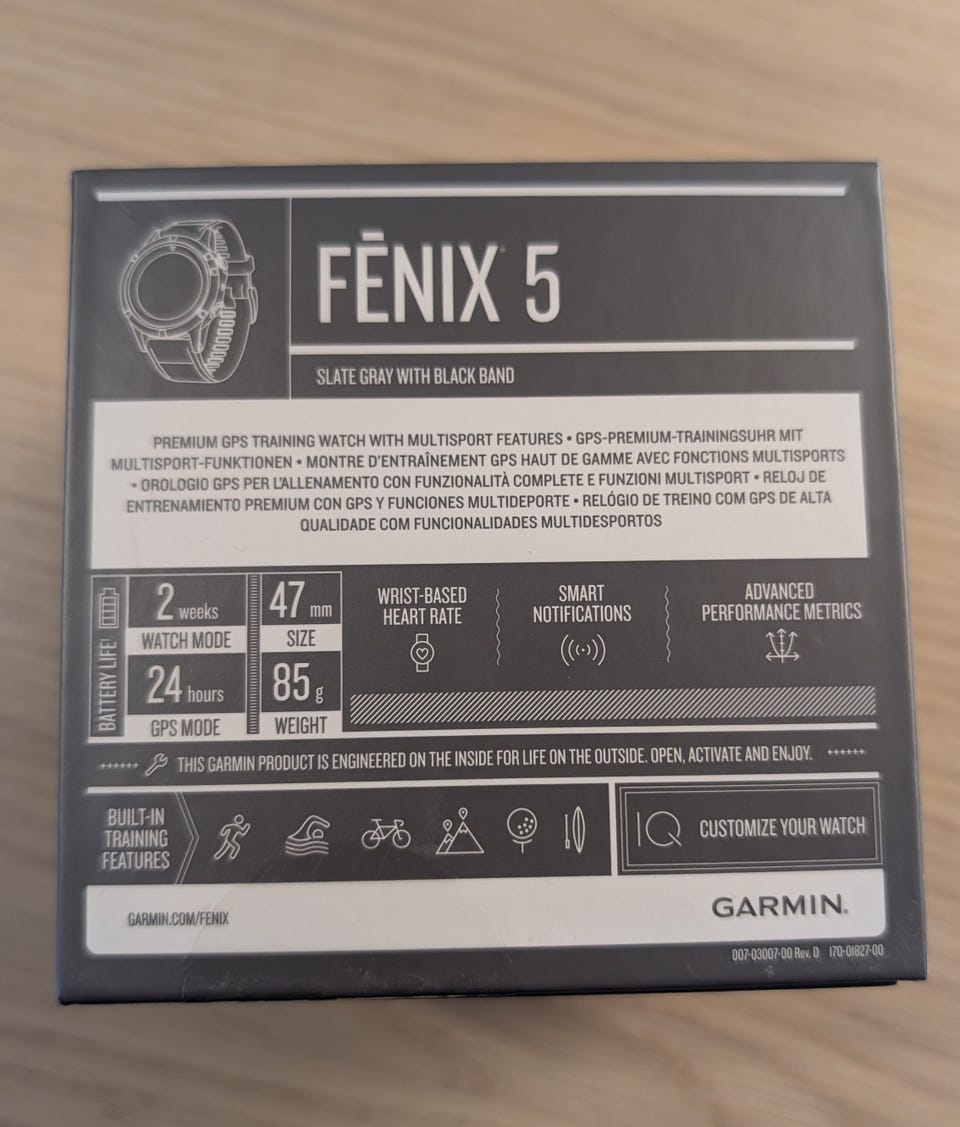 FĒNIX® 5
SLATE GRAY WITH BLACK BAND
PREMIUM GPS TRAINING WATCH WITH MULTISPORT FEATURES • GPS-PREMIUM-TRAININGSUHR MIT
MULTISPORT-FUNKTIONEN • MONTRE D'ENTRAÎNEMENT GPS HAUT DE GAMME AVEC FONCTIONS MULTISPORTS
• OROLOGIO GPS PER L'ALLENAMENTO CON FUNZIONALITÀ COMPLETE E FUNZIONI MULTISPORT • RELOJ DE
ENTRENAMIENTO PREMIUM CON GPS Y FUNCIONES MULTIDEPORTE • RELÓGIO DE TREINO COM GPS DE ALTA
QUALIDADE COM FUNCIONALIDADES MULTIDESPORTOS
BATTERY LIFE¹
2 weeks
WATCH MODE
24 hours
GPS MODE
47 mm
SIZE
85 g
WEIGHT
WRIST-BASED
HEART RATE
SMART
NOTIFICATIONS
ADVANCED
PERFORMANCE METRICS
THIS GARMIN PRODUCT IS ENGINEERED ON THE INSIDE FOR LIFE ON THE OUTSIDE. OPEN, ACTIVATE AND ENJOY.
BUILT-IN
TRAINING
FEATURES
IQ CUSTOMIZE YOUR WATCH
GARMIN.COM/FENIX
GARMIN.
007-03007-00 Rev. D 170-01827-00